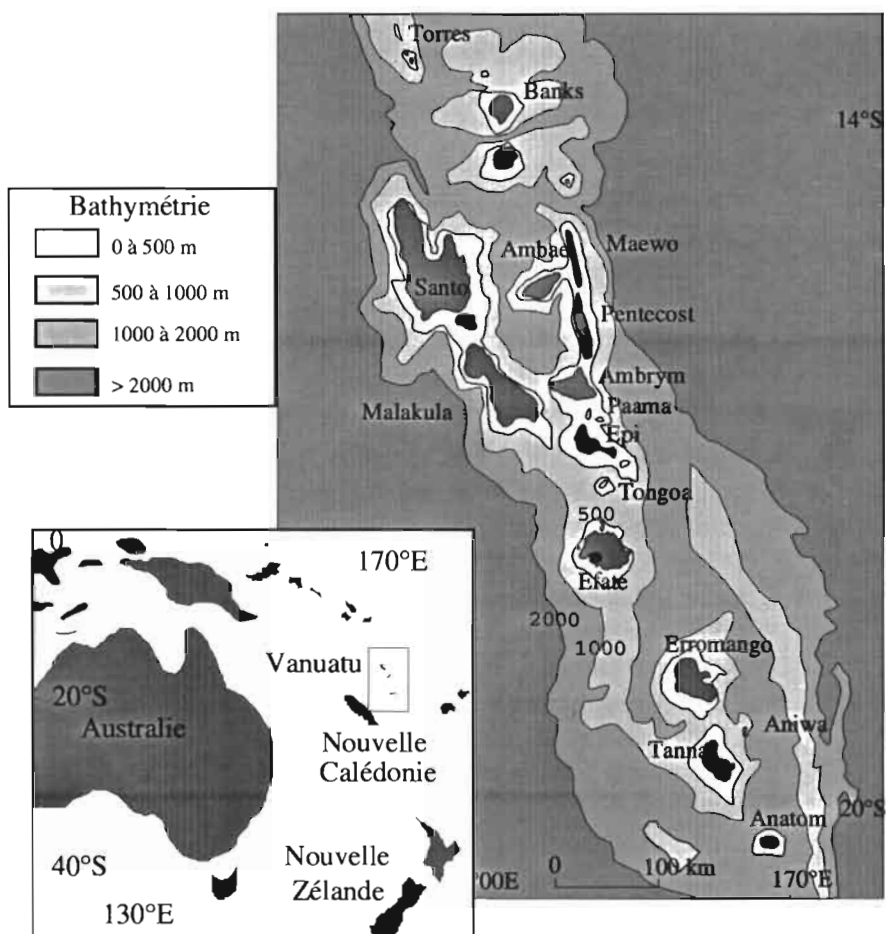 Torres
Banks
14°S
Bathymétrie
0 à 500 m
500 à 1000 m
1000 à 2000 m
> 2000 m
Maewo
Ambae
Santo
Pentecost
Ambrym
Malakula
Paama
Epi
Tongoa
500
Efate
2000
1000
Erromango
Aniwa
Tanna
20°S
Anatom
0
100 km
170°E
00E
170°E
Vanuatu
20°S
Australie
Nouvelle
Calédonie
Nouvelle
Zélande
40°S
130°E